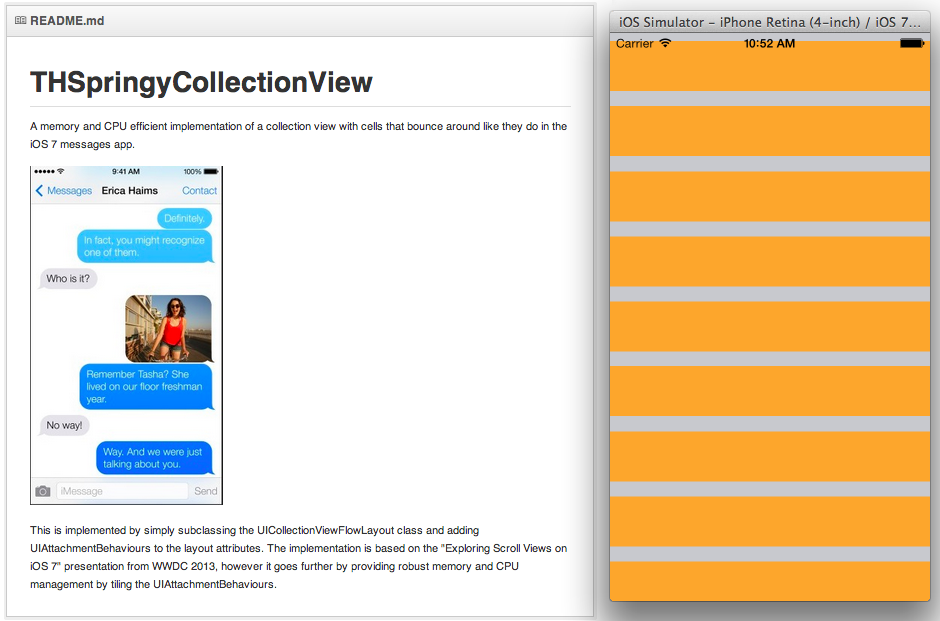 README.md
THSpringyCollectionView
A memory and CPU efficient implementation of a collection view with cells that bounce around like they do in the
iOS 7 messages app.
9:41 AM
100%
Messages
Erica Haims
Contact
Definitely.
In fact, you might recognize
one of them.
Who is it?
Remember Tasha? She
lived on our floor freshman
year.
No way!
Way. And we were just
talking about you.
iMessage
Send
This is implemented by simply subclassing the UICollectionViewFlowLayout class and adding
UIAttachmentBehaviours to the layout attributes. The implementation is based on the "Exploring Scroll Views on
iOS 7" presentation from WWDC 2013, however it goes further by providing robust memory and CPU
management by tiling the UIAttachmentBehaviours.
iOS Simulator – iPhone Retina (4-inch) / iOS 7...
Carrier
10:52 AM